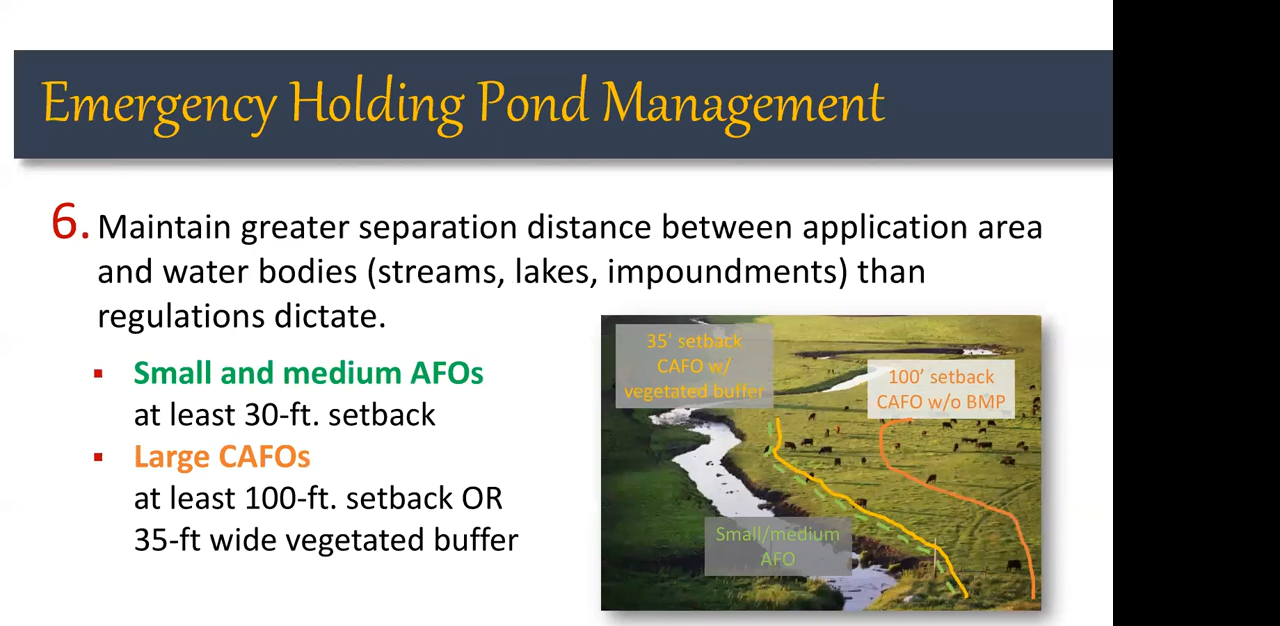 Emergency Holding Pond Management
6. Maintain greater separation distance between application area
and water bodies (streams, lakes, impoundments) than
regulations dictate.
▪ Small and medium AFOs
at least 30-ft. setback
▪ Large CAFOs
at least 100-ft. setback OR
35-ft wide vegetated buffer
35’ setback
CAFO w/
vegetated buffer
100’ setback
CAFO w/o BMP
Small/medium
AFO